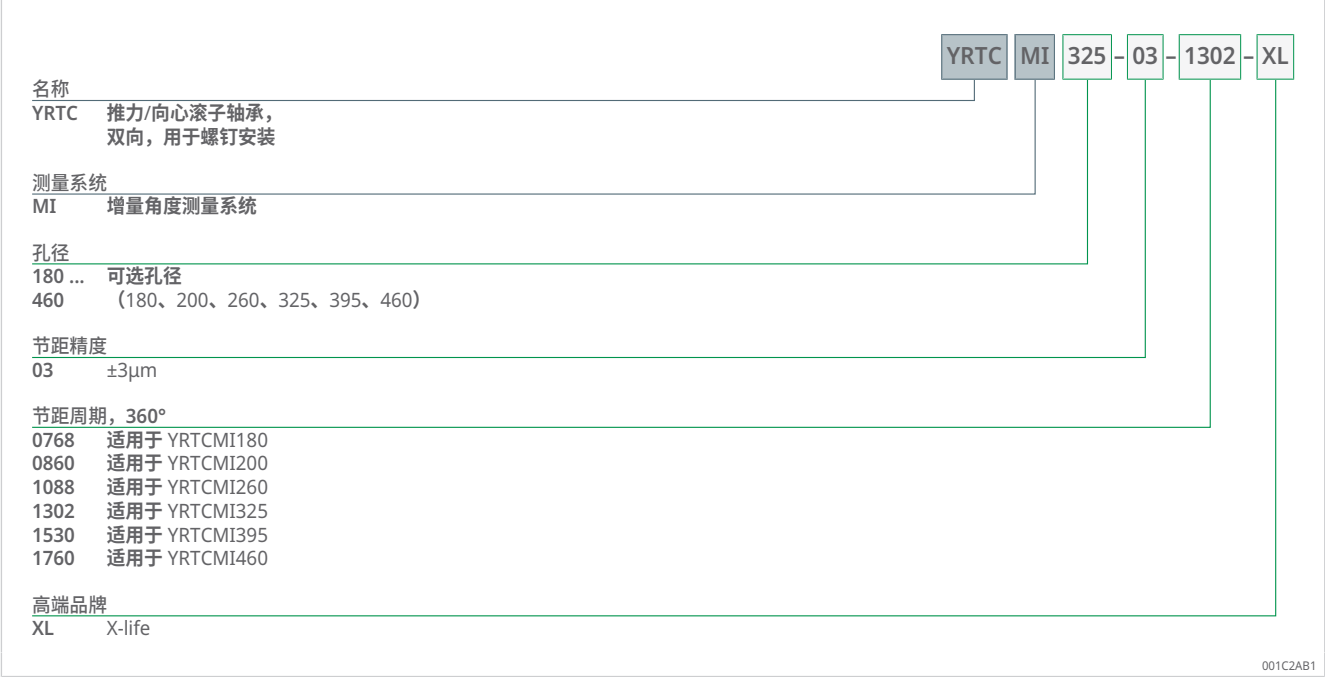 YRTC MI 325 – 03 – 1302 – XL
名称
YRTC 推力/向心滚子轴承，
双向，用于螺钉安装
测量系统
MI 增量角度测量系统
孔径
180 ... 可选孔径
460 （180、200、260、325、395、460）
节距精度
03 ±3μm
节距周期，360°
0768 适用于 YRTCMI180
0860 适用于 YRTCMI200
1088 适用于 YRTCMI260
1302 适用于 YRTCMI325
1530 适用于 YRTCMI395
1760 适用于 YRTCMI460
高端品牌
XL X-life
001C2AB1